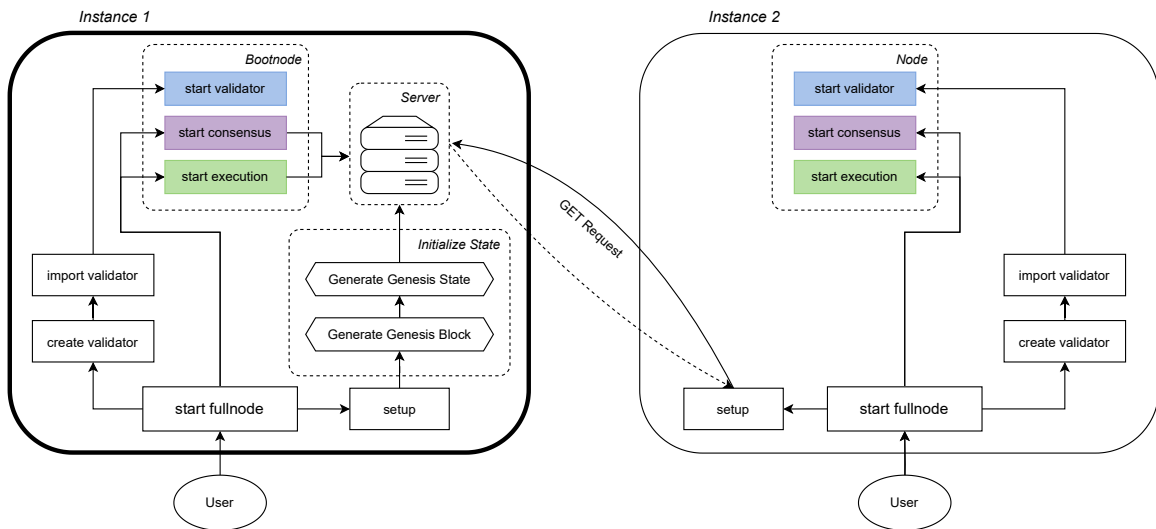 Instance 1
Instance 2
Bootnode
start validator
start consensus
start execution
Server
Node
start validator
start consensus
start execution
GET Request
Initialize State
Generate Genesis State
Generate Genesis Block
import validator
create validator
start fullnode
setup
User
import validator
create validator
setup
start fullnode
User